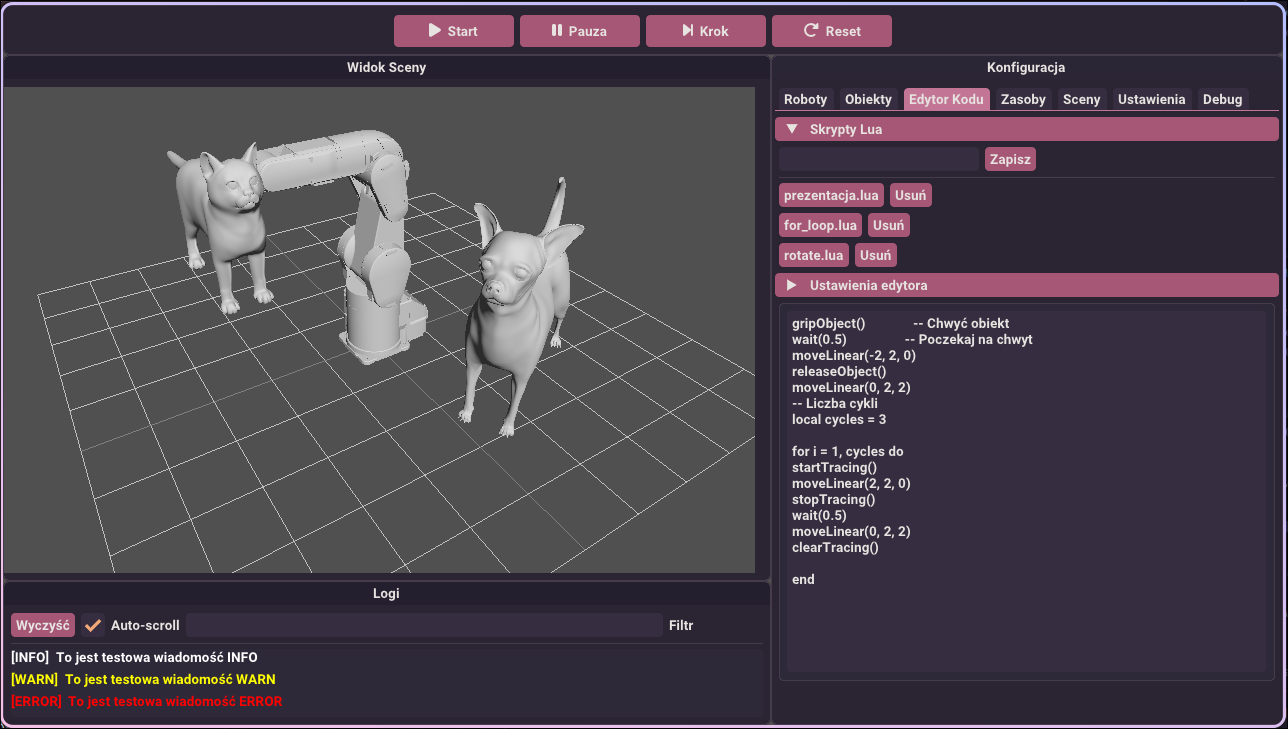 Start Pauza Krok Reset
Widok Sceny
Konfiguracja
Roboty Obiekty Edytor Kodu Zasoby Sceny Ustawienia Debug
Skrypty Lua
Zapisz
prezentacja.lua Usuń
for_loop.lua Usuń
rotate.lua Usuń
Ustawienia edytora
gripObject() -- Chwyć obiekt
wait(0.5) -- Poczekaj na chwyt
moveLinear(-2, 2, 0)
releaseObject()
moveLinear(0, 2, 2)
-- Liczba cykli
local cycles = 3
for i = 1, cycles do
startTracing()
moveLinear(2, 2, 0)
stopTracing()
wait(0.5)
moveLinear(0, 2, 2)
clearTracing()
end
Logi
Wyczyść Auto-scroll Filtr
[INFO] To jest testowa wiadomość INFO
[WARN] To jest testowa wiadomość WARN
[ERROR] To jest testowa wiadomość ERROR